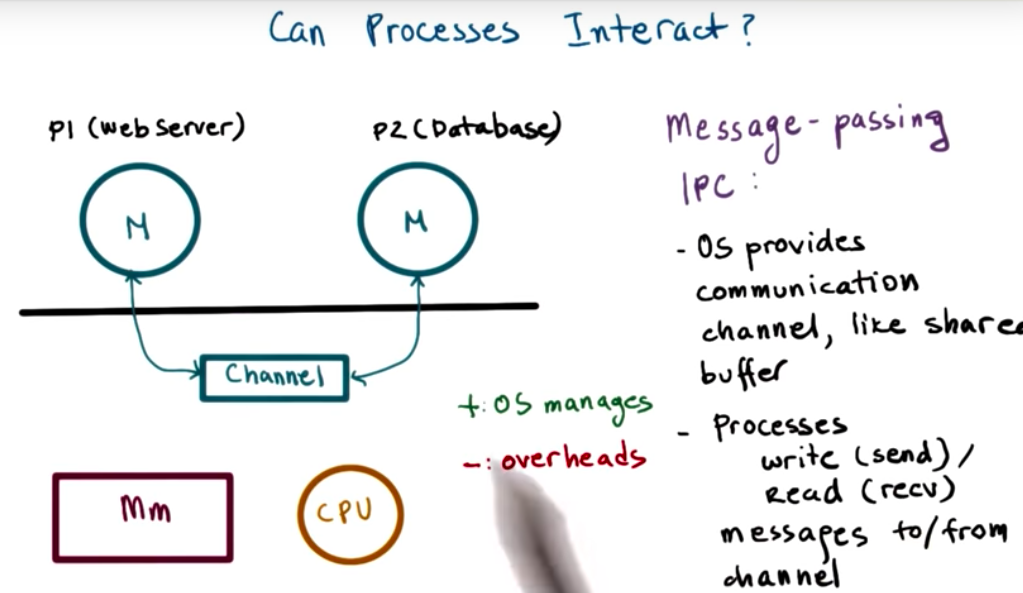 Can Processes Interact?
P1 (web server)
P2 (Database)
M
M
Channel
+: OS manages
-: overheads
Mm
CPU
Message-passing
IPC :
- OS provides
communication
channel, like share
buffer
- Processes
write (send) /
Read (recv)
messages to/from
channel